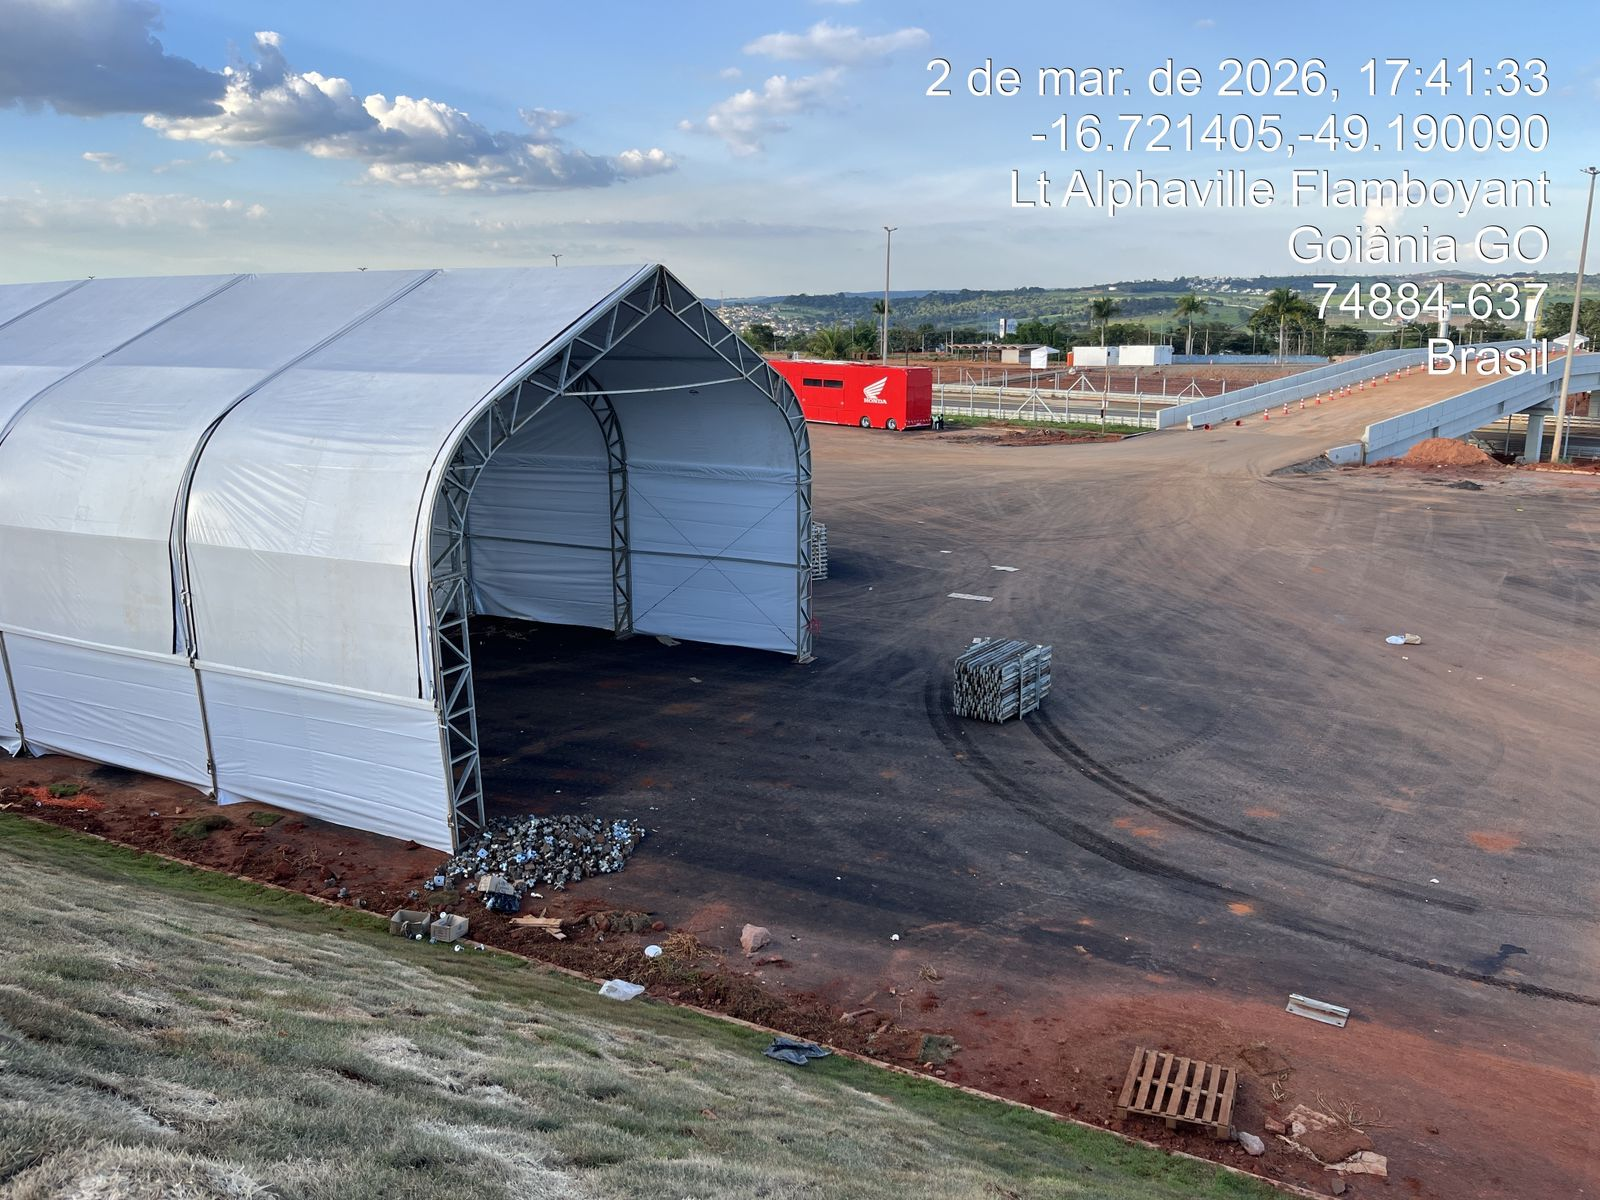 2 de mar. de 2026, 17:41:33
-16.721405,-49.190090
Lt Alphaville Flamboyant
Goiânia GO
74884-637
Brasil
HONDA